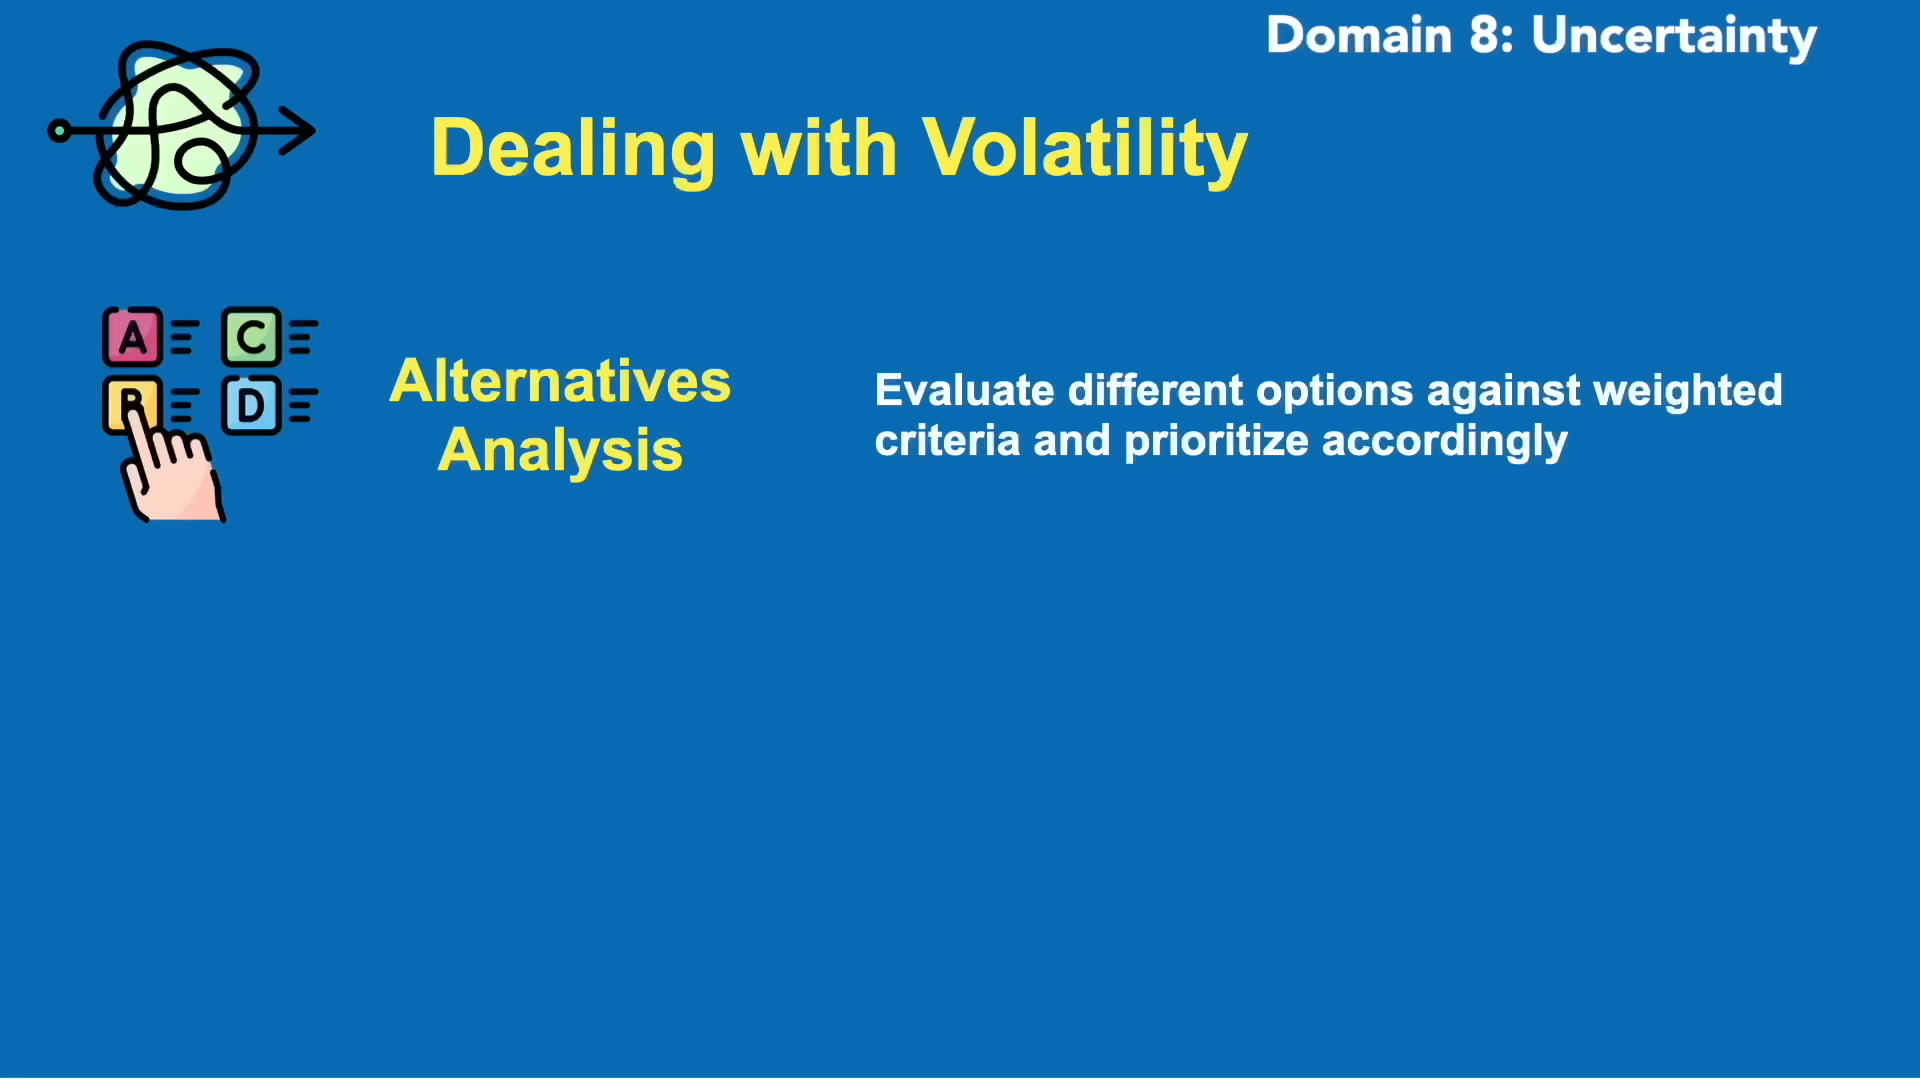 Domain 8: Uncertainty
Dealing with Volatility
A
C
B
D
Alternatives
Analysis
Evaluate different options against weighted
criteria and prioritize accordingly